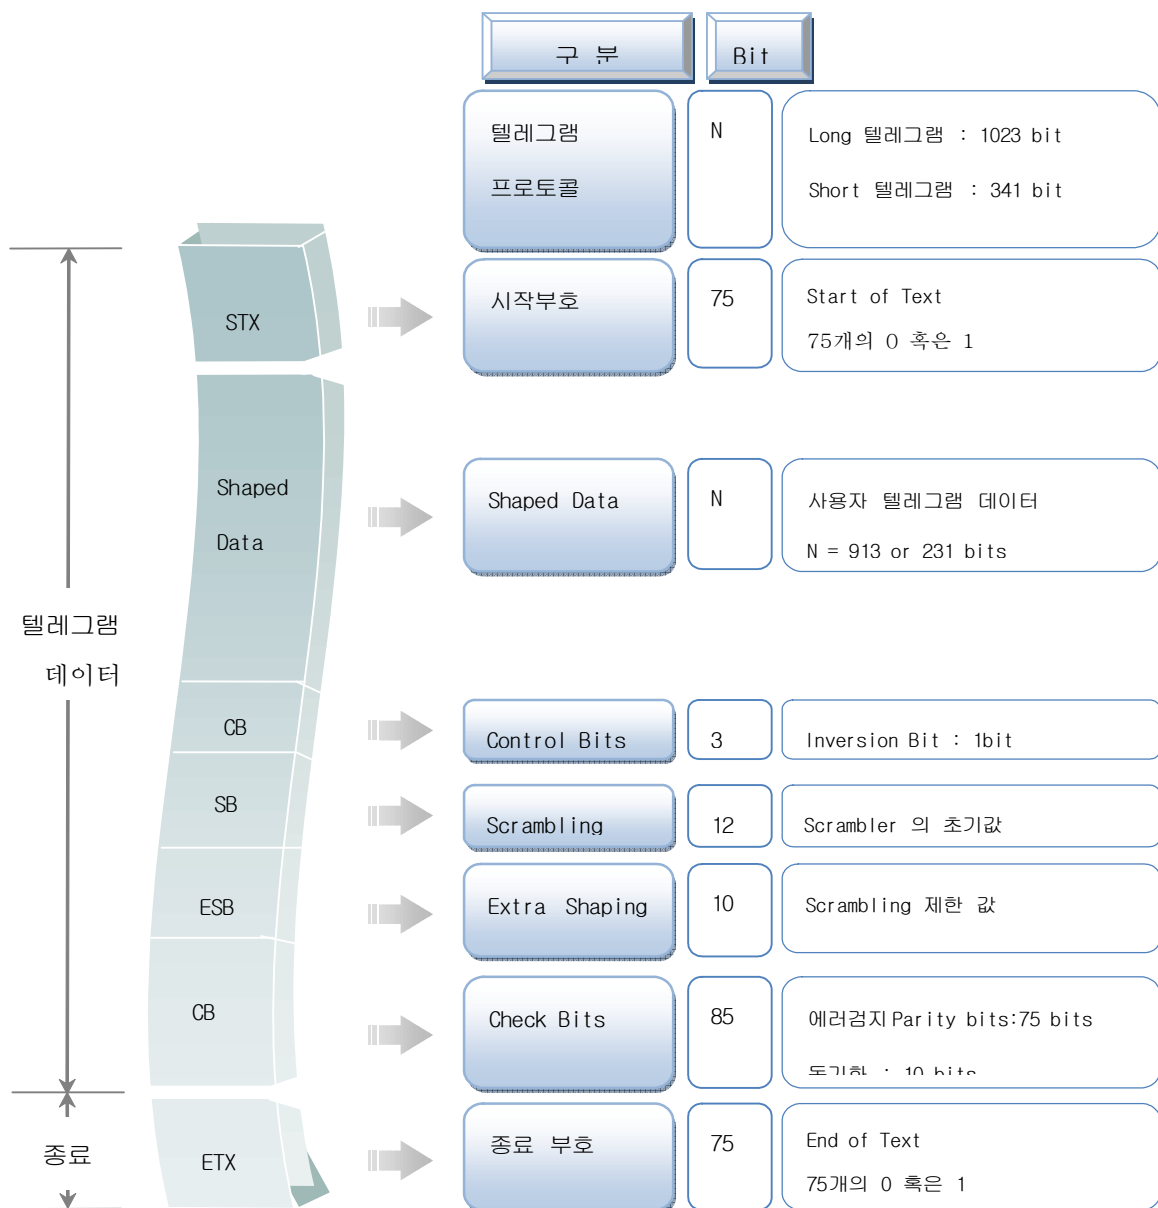 구 분
Bit
텔레그램
프로토콜
N
Long 텔레그램 : 1023 bit
Short 텔레그램 : 341 bit
STX
시작부호
75
Start of Text
75개의 0 혹은 1
Shaped
Data
Shaped Data
N
사용자 텔레그램 데이터
N = 913 or 231 bits
텔레그램
데이터
CB
Control Bits
3
Inversion Bit : 1bit
SB
Scrambling
12
Scrambler 의 초기값
ESB
Extra Shaping
10
Scrambling 제한 값
CB
Check Bits
85
에러검지 Parity bits:75 bits
동기화 : 10 bits
종료
ETX
종료 부호
75
End of Text
75개의 0 혹은 1